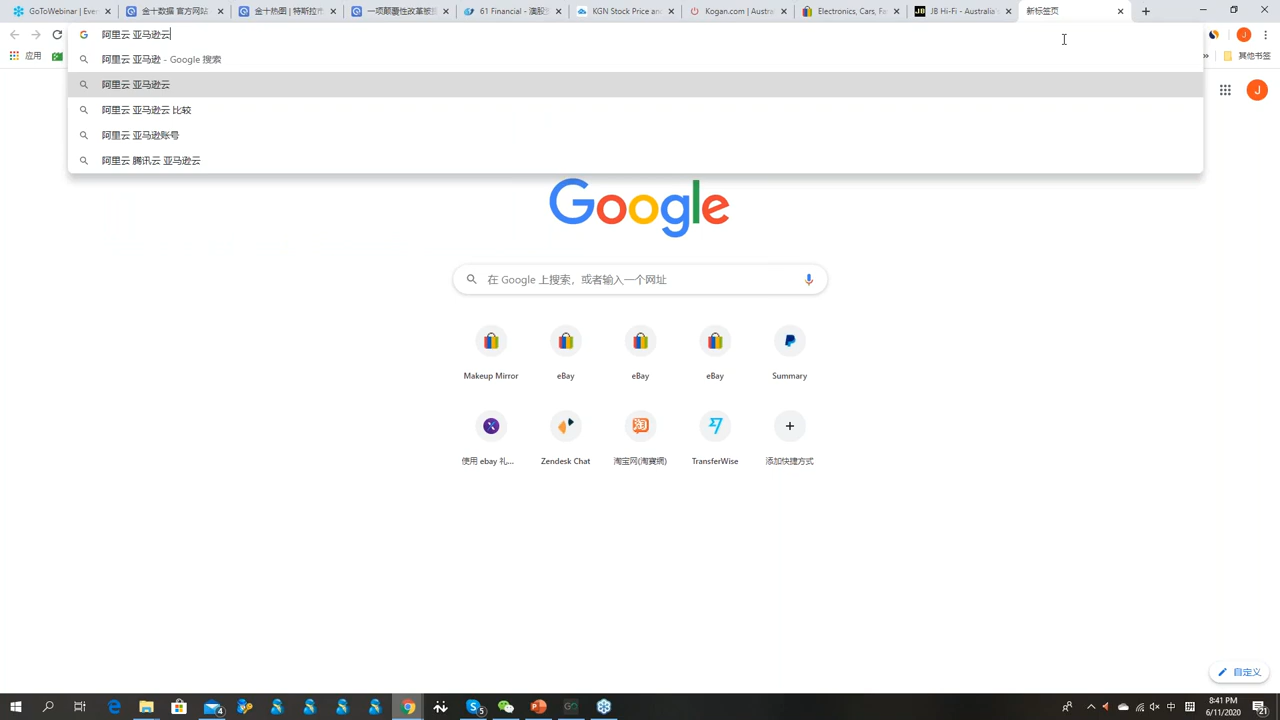 GoToWebinar | Ever
金十数据 官方网站
金十热图 | 特斯拉市
一项颠覆性改革被热
61 Financial - 澳股
KGN Stock Price and
Kogan.com | Austra
Electronics, Cars, Fa
JB Hi-Fi - Australia'
新标签页
阿里云 亚马逊云
应用
其他书签
阿里云 亚马逊 - Google 搜索
阿里云 亚马逊云
阿里云 亚马逊云 比较
阿里云 亚马逊账号
阿里云 腾讯云 亚马逊云
J
J
Google
在 Google 上搜索，或者输入一个网址
Makeup Mirror
eBay
eBay
eBay
Summary
使用 ebay 礼...
Zendesk Chat
淘宝网(淘寶網)
TransferWise
添加快捷方式
自定义
8:41 PM
6/11/2020
中